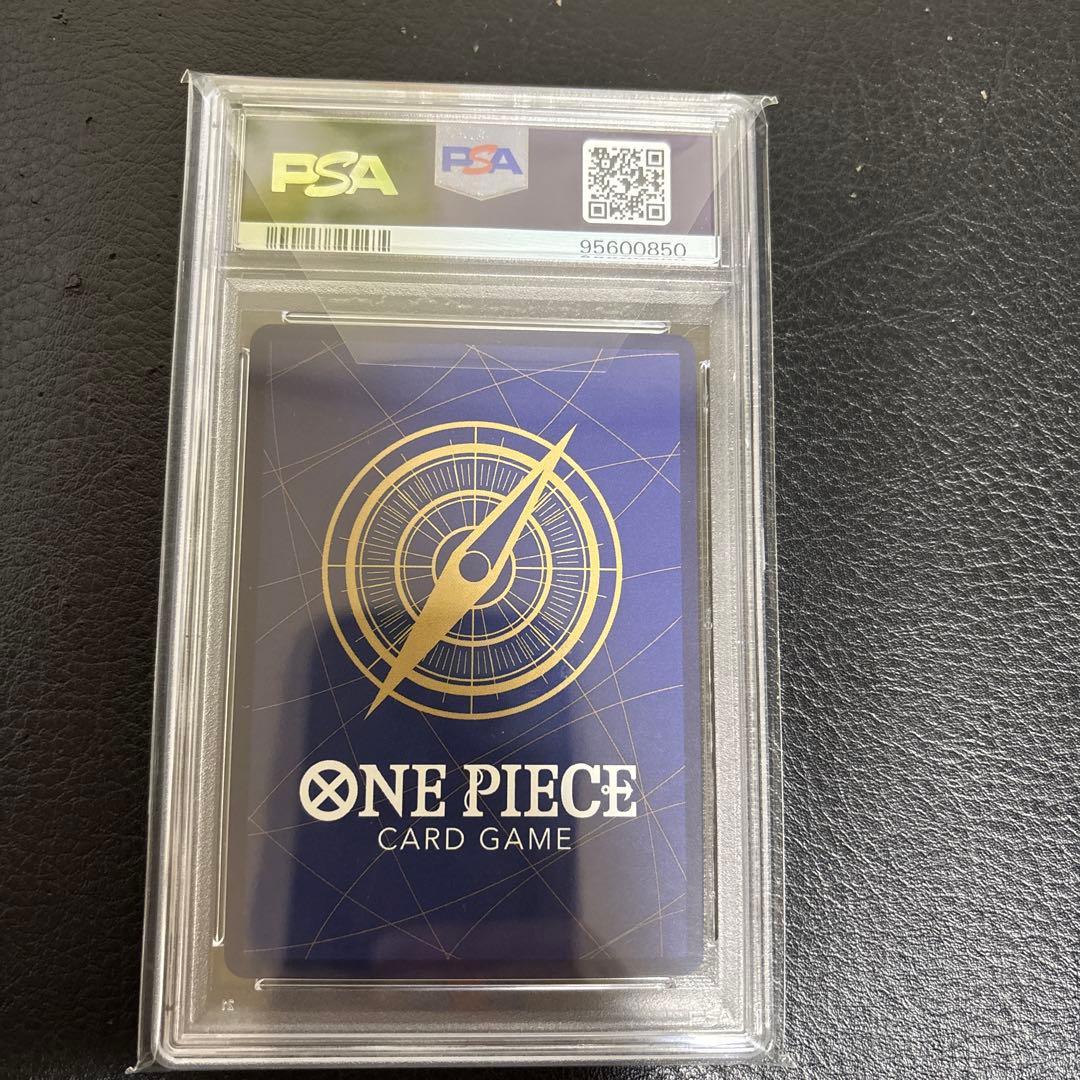 PSA
PSA
95600850
ONE PIECE
CARD GAME